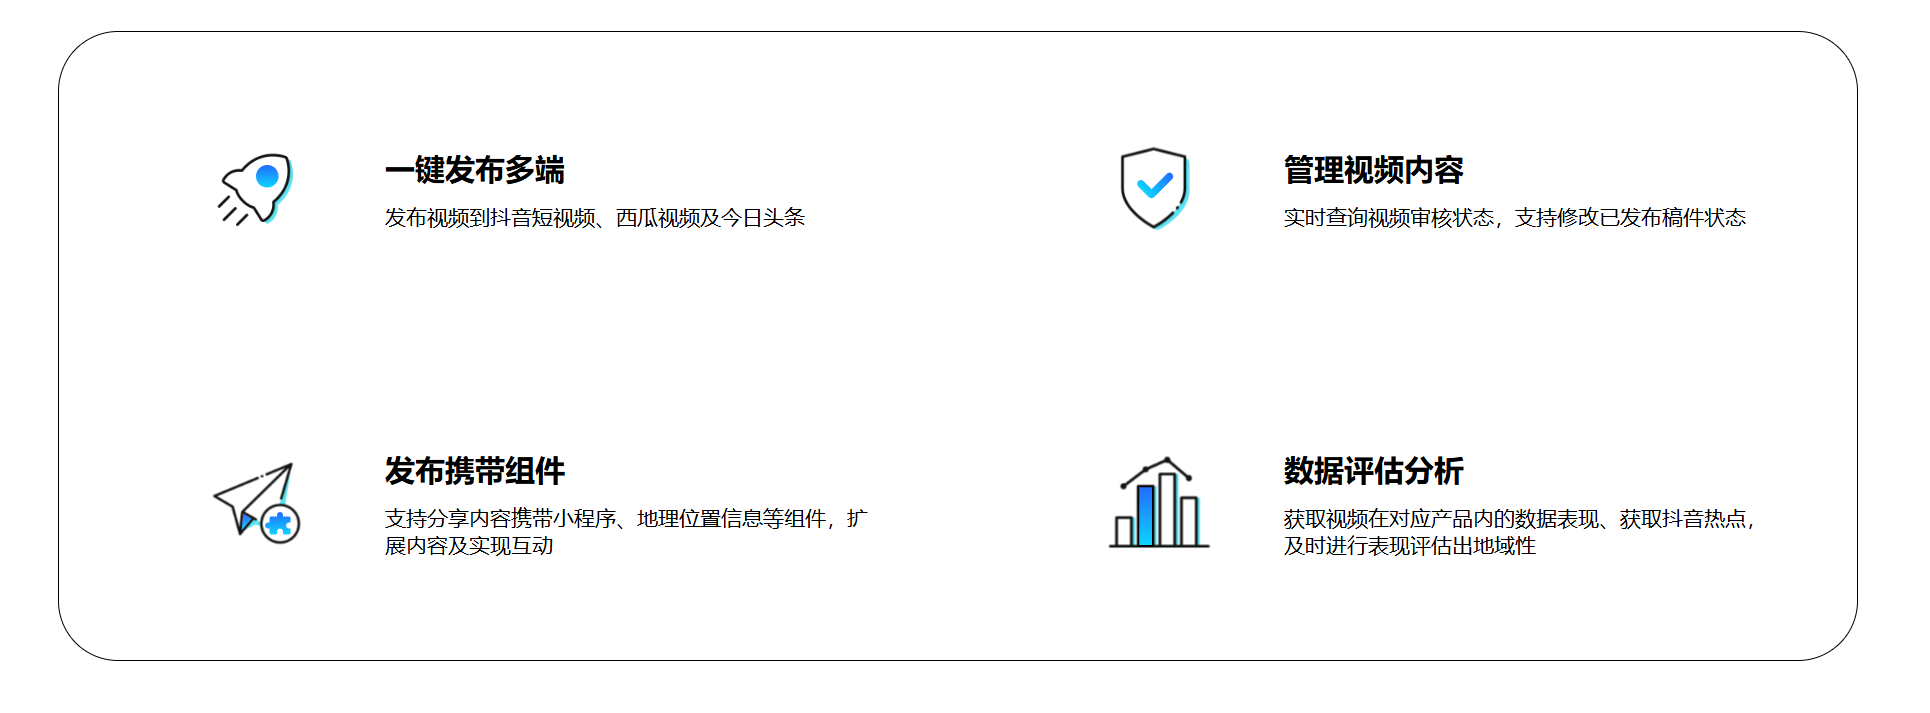 一键发布多端
发布视频到抖音短视频、西瓜视频及今日头条
管理视频内容
实时查询视频审核状态，支持修改已发布稿件状态
发布携带组件
支持分享内容携带小程序、地理位置信息等组件，扩
展内容及实现互动
数据评估分析
获取视频在对应产品内的数据表现、获取抖音热点，
及时进行表现评估出地域性